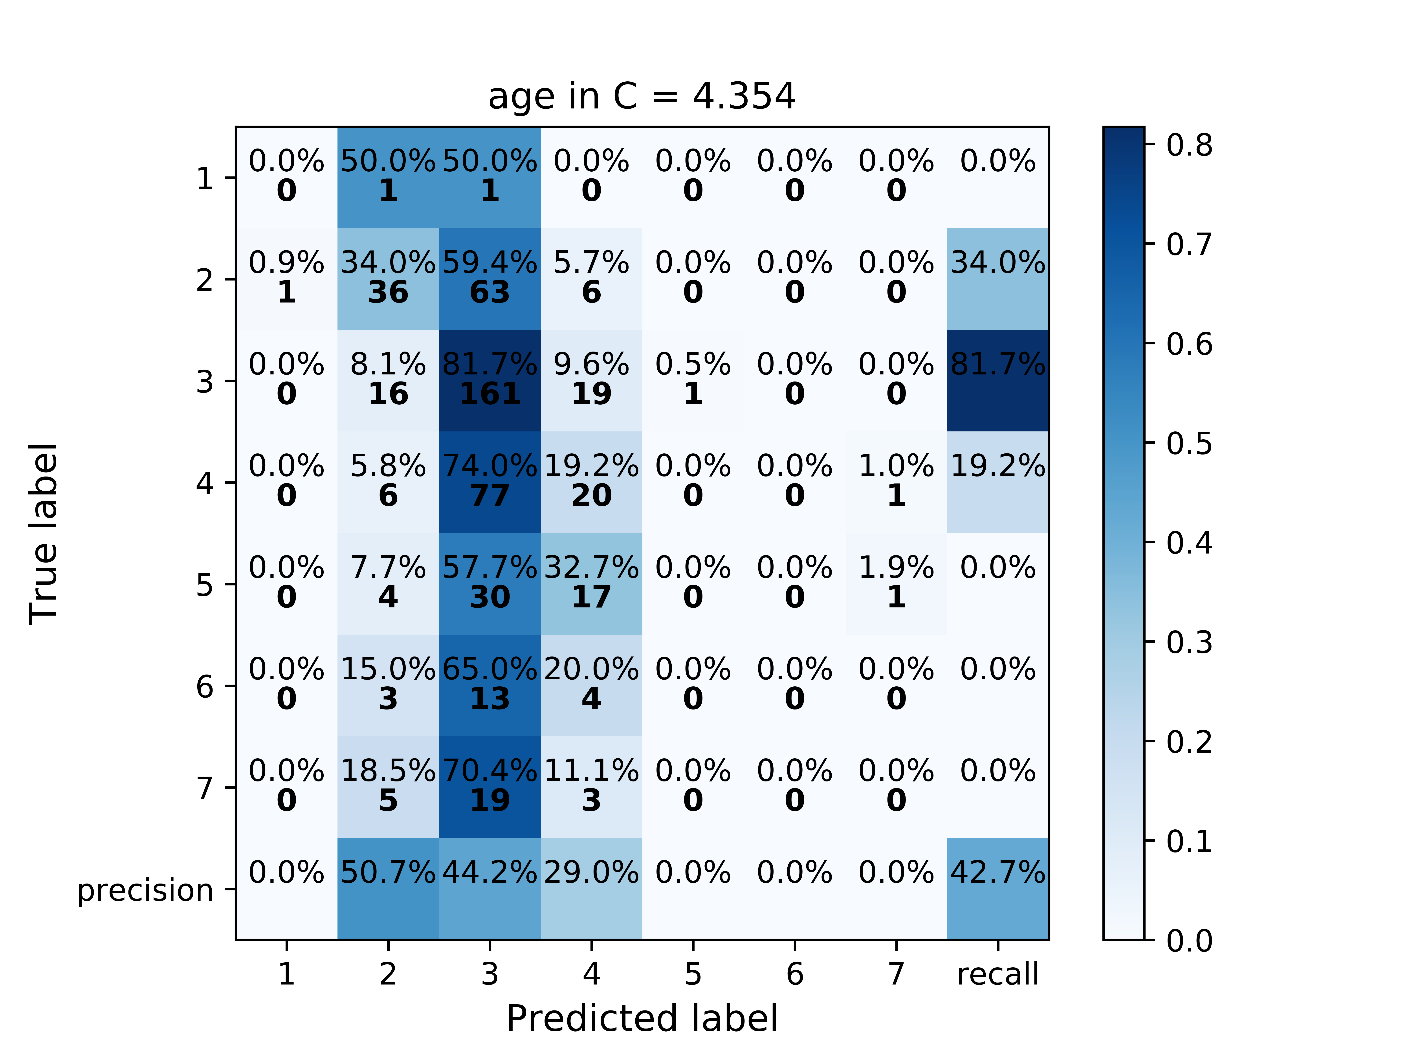 age in C = 4.354
0.0% 50.0% 50.0% 0.0% 0.0% 0.0% 0.0% 0.0%
1 0 1 1 0 0 0 0
0.9% 34.0% 59.4% 5.7% 0.0% 0.0% 0.0% 34.0%
2 1 36 63 6 0 0 0
0.0% 8.1% 81.7% 9.6% 0.5% 0.0% 0.0% 81.7%
3 0 16 161 19 1 0 0
0.0% 5.8% 74.0% 19.2% 0.0% 0.0% 1.0% 19.2%
4 0 6 77 20 0 0 1
0.0% 7.7% 57.7% 32.7% 0.0% 0.0% 1.9% 0.0%
5 0 4 30 17 0 0 1
0.0% 15.0% 65.0% 20.0% 0.0% 0.0% 0.0% 0.0%
6 0 3 13 4 0 0 0
0.0% 18.5% 70.4% 11.1% 0.0% 0.0% 0.0% 0.0%
7 0 5 19 3 0 0 0
precision 0.0% 50.7% 44.2% 29.0% 0.0% 0.0% 0.0% 42.7%
1 2 3 4 5 6 7 recall
Predicted label
True label
0.8
0.7
0.6
0.5
0.4
0.3
0.2
0.1
0.0